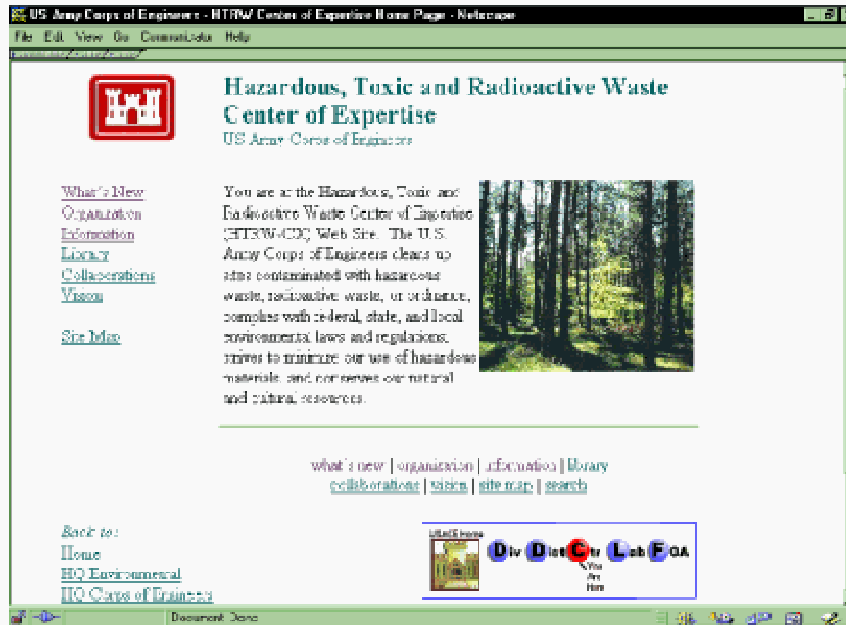 US Army Corps of Engineers - HTRW Center of Expertise Home Page - Netscape
File Edit View Go Communicator Help
Hazardous, Toxic and Radioactive Waste
Center of Expertise
US Army Corps of Engineers
What's New
Organization
Information
Library
Collaborations
Vision
Site Map
You are at the Hazardous, Toxic and
Radioactive Waste Center of Expertise
(HTRW-CX) Web Site. The U.S.
Army Corps of Engineers cleans up
sites contaminated with hazardous
waste, radioactive waste, or ordnance,
complies with federal, state, and local
environmental laws and regulations,
strives to minimize our use of hazardous
materials, and conserves our natural
and cultural resources.
what's new | organization | information | library
collaborations | vision | site map | search
Back to:
Home
HQ Environmental
HQ Corps of Engineers
USACE Home
Div Dist Ctr Lab FOA
You
Are
Here
Document: Done